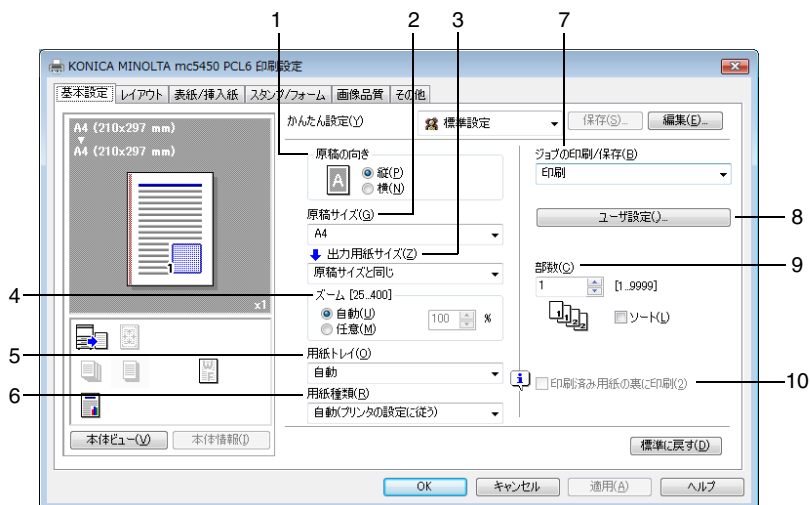 1 2 3 7
KONICA MINOLTA mc5450 PCL6 印刷設定
基本設定 レイアウト 表紙/挿入紙 スタンプ/フォーム 画像品質 その他
A4 (210x297 mm)
A4 (210x297 mm)
1
x1
本体ビュー(V) 本体情報(I)
かんたん設定(Y) 標準設定 保存(S)... 編集(E)...
原稿の向き
A
縦(P)
横(N)
原稿サイズ(G)
A4
出力用紙サイズ(Z)
原稿サイズと同じ
4
ズーム [25..400]
自動(U)
任意(M)
100 %
5
用紙トレイ(O)
自動
6
用紙種類(R)
自動(プリンタの設定に従う)
ジョブの印刷/保存(B)
印刷
ユーザ設定()...
8
部数(C)
9
1 [1..9999]
1 1 2 2
ソート(L)
印刷済み用紙の裏に印刷(2)
10
標準に戻す(D)
OK キャンセル 適用(A) ヘルプ